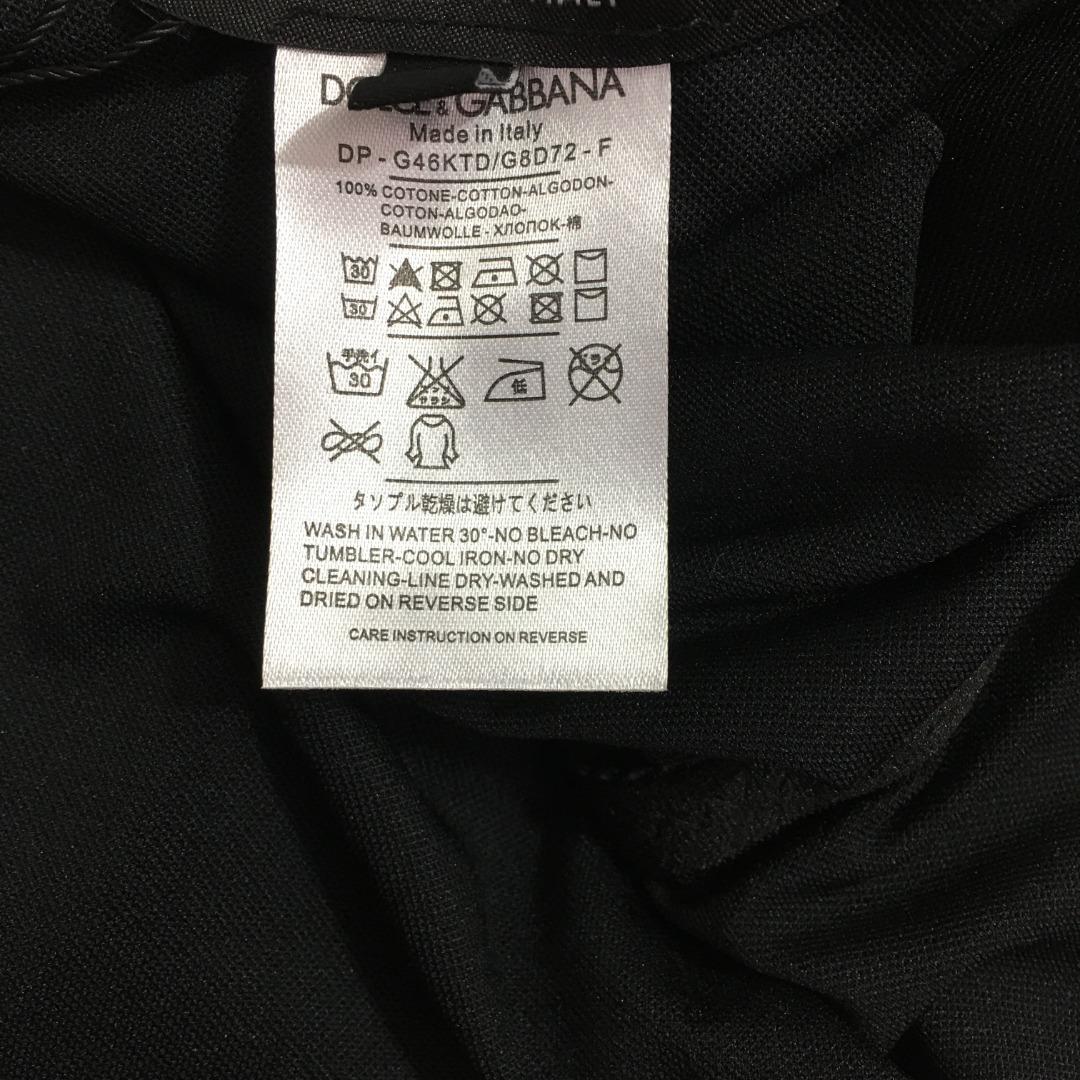 DOLCE & GABBANA
Made in Italy
DP - G46KTD/G8D72 - F
100% COTONE-COTTON-ALGODON-
COTON-ALGODAO-
BAUMWOLLE - ХЛОПОК-棉
30
30
手洗イ
30
低
タソプル乾燥は避けてください
WASH IN WATER 30°-NO BLEACH-NO
TUMBLER-COOL IRON-NO DRY
CLEANING-LINE DRY-WASHED AND
DRIED ON REVERSE SIDE
CARE INSTRUCTION ON REVERSE